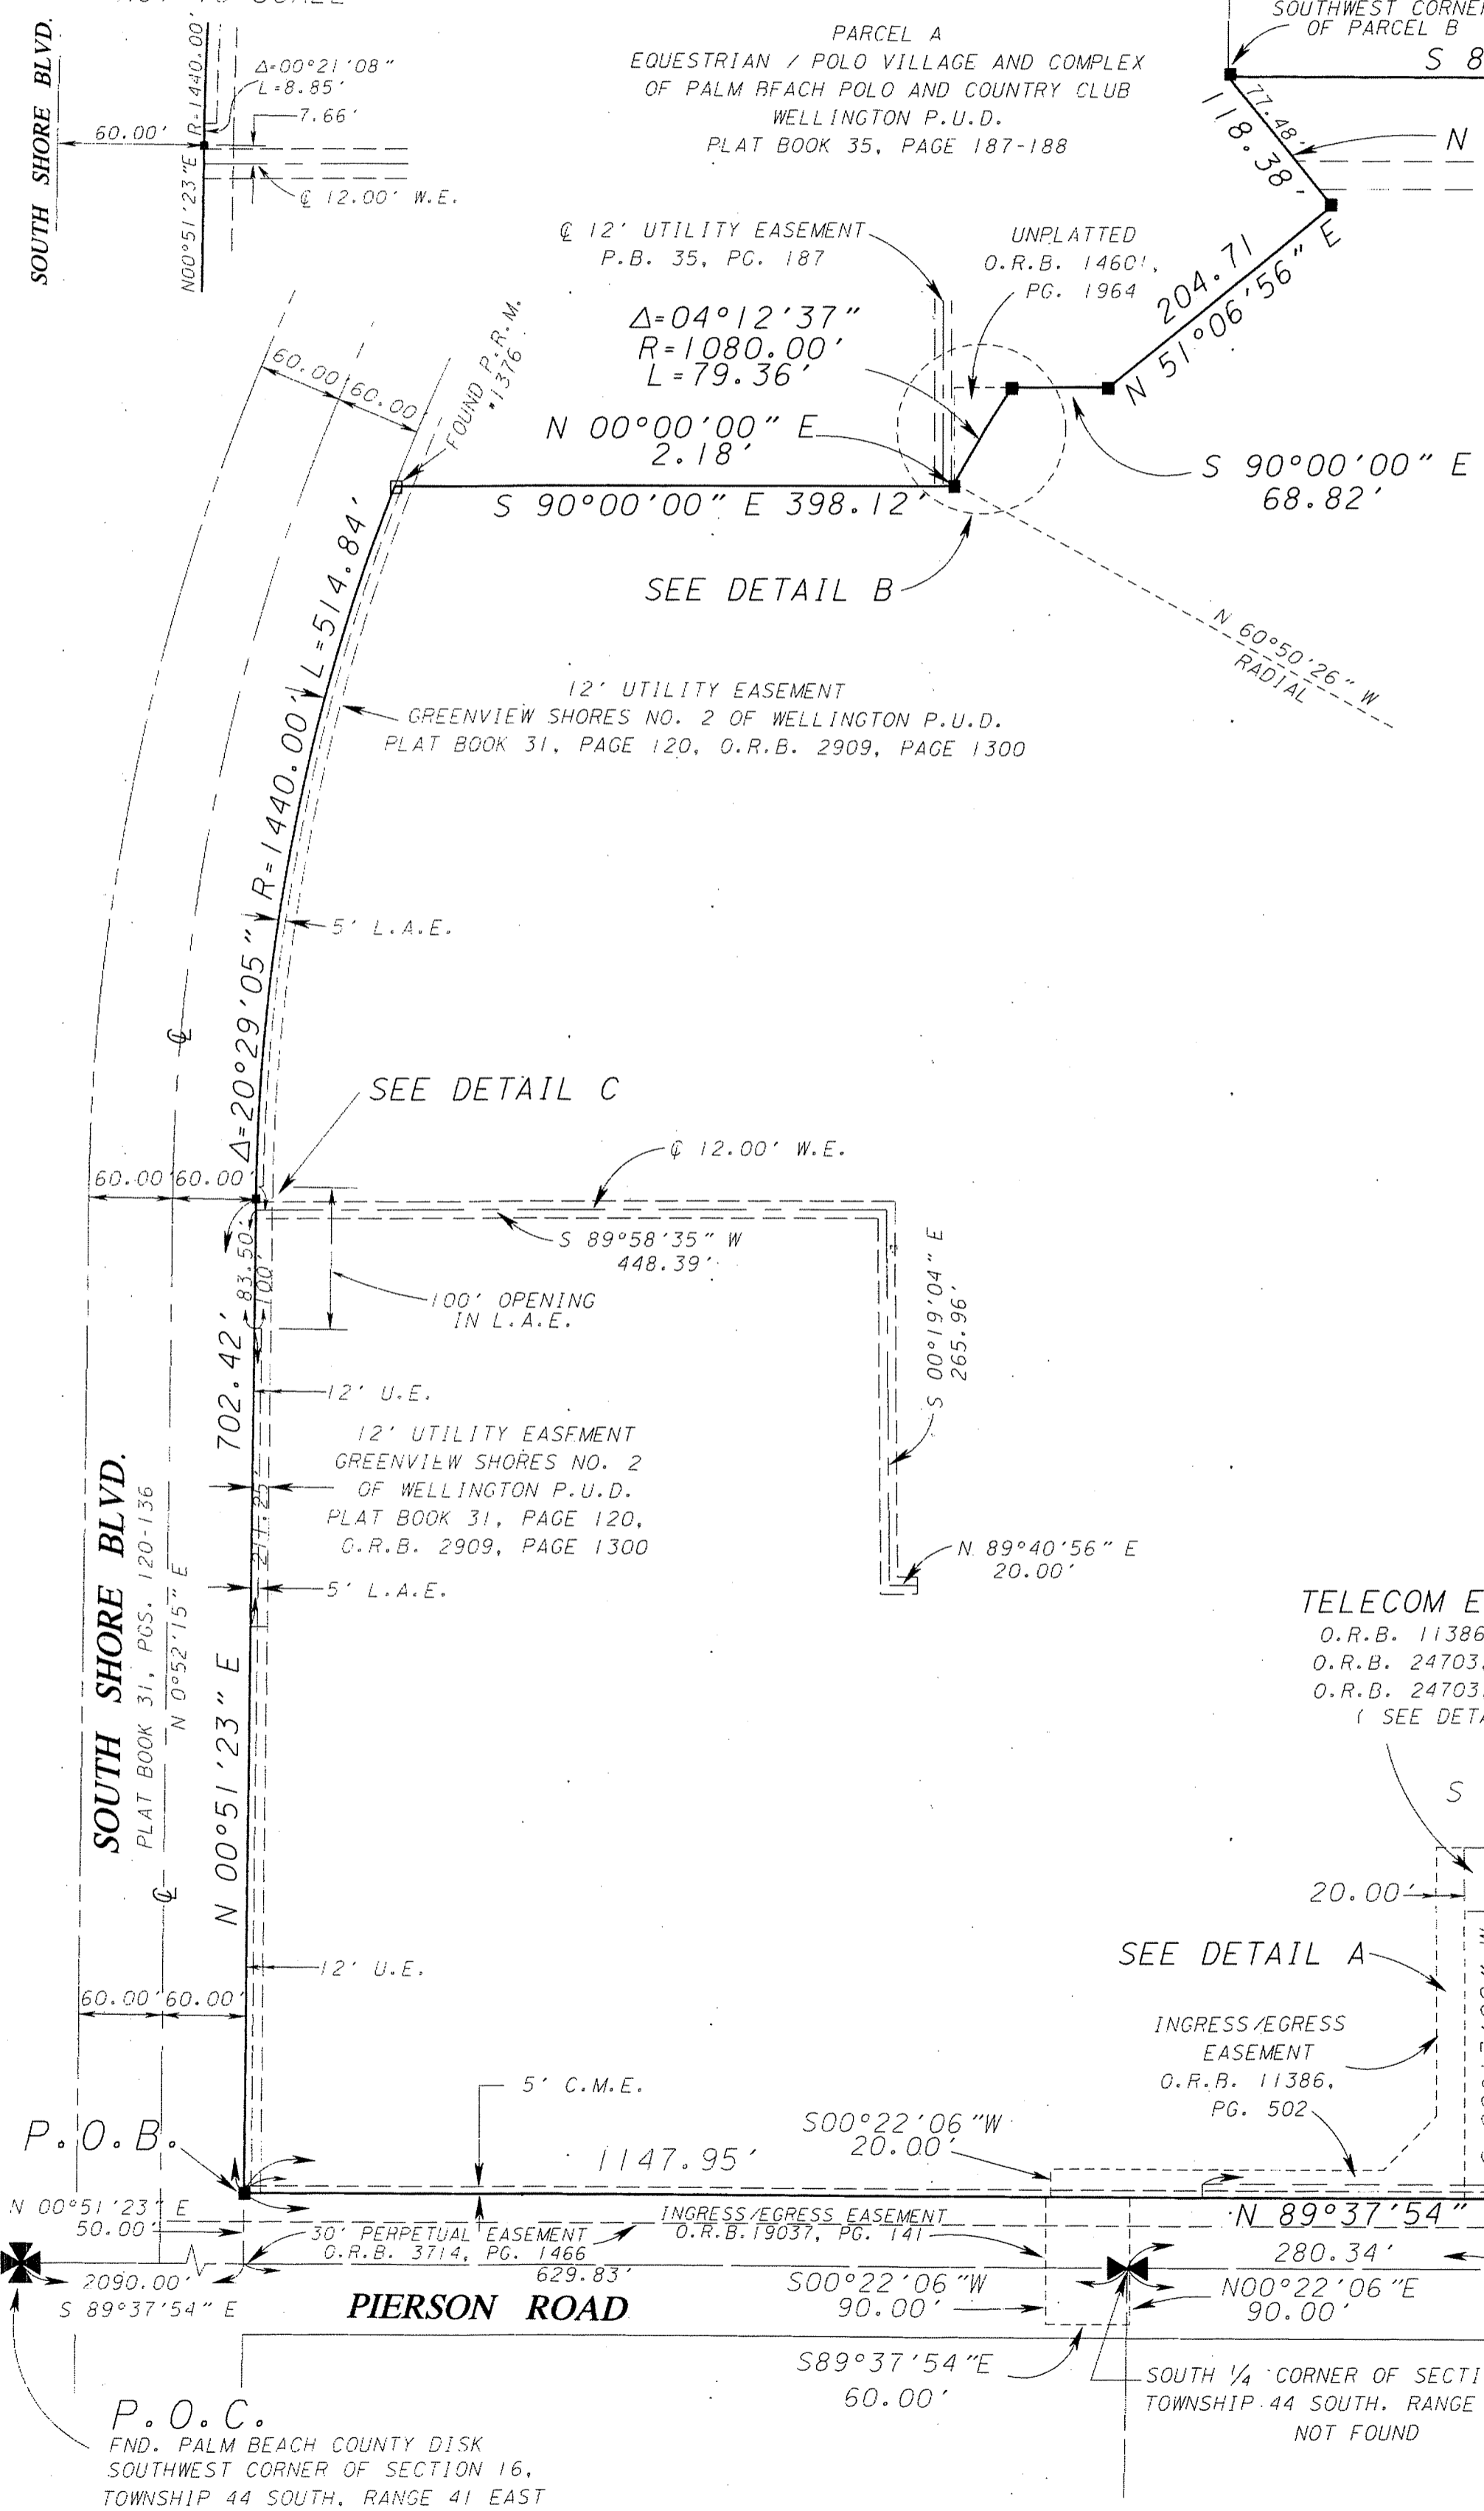 SOUTH SHORE BLVD.
60.00'
R=1440.00'
N00°51'23"E
Δ=00°21'08"
L=8.85'
7.66'
℄ 12.00' W.E.
PARCEL A
EQUESTRIAN / POLO VILLAGE AND COMPLEX
OF PALM BEACH POLO AND COUNTRY CLUB
WELLINGTON P.U.D.
PLAT BOOK 35, PAGE 187-188
SOUTHWEST CORNE
OF PARCEL B
S 8
77.48'
118.38'
N
℄ 12' UTILITY EASEMENT
P.B. 35, PG. 187
UNPLATTED
O.R.B. 14601,
PG. 1964
204.71
N 51°06'56" E
Δ=04°12'37"
R=1080.00'
L=79.36'
N 00°00'00" E
2.18'
60.00'
60.00'
FOUND P.R.M.
#1376
S 90°00'00" E 398.12'
S 90°00'00" E
68.82'
SEE DETAIL B
N 60°50'26" W
RADIAL
Δ=20°29'05" R=1440.00' L=514.84'
12' UTILITY EASEMENT
GREENVIEW SHORES NO. 2 OF WELLINGTON P.U.D.
PLAT BOOK 31, PAGE 120, O.R.B. 2909, PAGE 1300
5' L.A.E.
℄
SEE DETAIL C
60.00'
60.00'
℄ 12.00' W.E.
S 89°58'35" W
448.39'
83.50'
100'
100' OPENING
IN L.A.E.
S 00°19'04" E
265.96'
702.42'
12' U.E.
12' UTILITY EASEMENT
GREENVIEW SHORES NO. 2
OF WELLINGTON P.U.D.
PLAT BOOK 31, PAGE 120,
O.R.B. 2909, PAGE 1300
5' L.A.E.
N 89°40'56" E
20.00'
SOUTH SHORE BLVD.
PLAT BOOK 31, PGS. 120-136
N 0°52'15" E
N 00°51'23" E
℄
TELECOM E
O.R.B. 11386
O.R.B. 24703,
O.R.B. 24703,
( SEE DETA
S
20.00'
12' U.E.
60.00'
60.00'
SEE DETAIL A
INGRESS/EGRESS
EASEMENT
O.R.B. 11386,
PG. 502
5' C.M.E.
P.O.B.
1147.95'
S00°22'06"W
20.00'
N 00°51'23" E
50.00'
30' PERPETUAL EASEMENT
O.R.B. 3714, PG. 1466
INGRESS/EGRESS EASEMENT
O.R.B. 19037, PG. 141
N 89°37'54"
280.34'
629.83'
2090.00'
S 89°37'54" E
PIERSON ROAD
S00°22'06"W
90.00'
N00°22'06"E
90.00'
S89°37'54"E
60.00'
SOUTH 1/4 CORNER OF SECTI
TOWNSHIP 44 SOUTH, RANGE
NOT FOUND
P.O.C.
FND. PALM BEACH COUNTY DISK
SOUTHWEST CORNER OF SECTION 16,
TOWNSHIP 44 SOUTH, RANGE 41 EAST